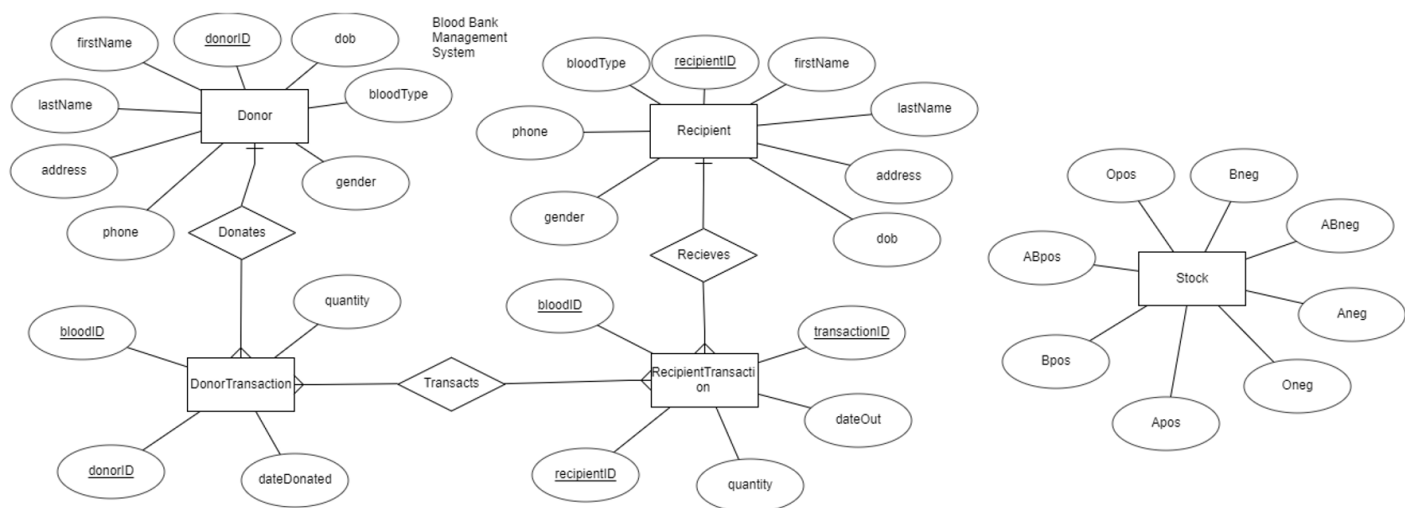 Blood Bank
Management
System
firstName
donorID
dob
lastName
bloodType
Donor
address
gender
phone
Donates
bloodType
recipientID
firstName
phone
lastName
Recipient
address
gender
dob
Recieves
bloodID
quantity
DonorTransaction
donorID
dateDonated
Transacts
bloodID
transactionID
RecipientTransacti
on
dateOut
recipientID
quantity
Opos
Bneg
ABneg
ABpos
Stock
Aneg
Bpos
Oneg
Apos